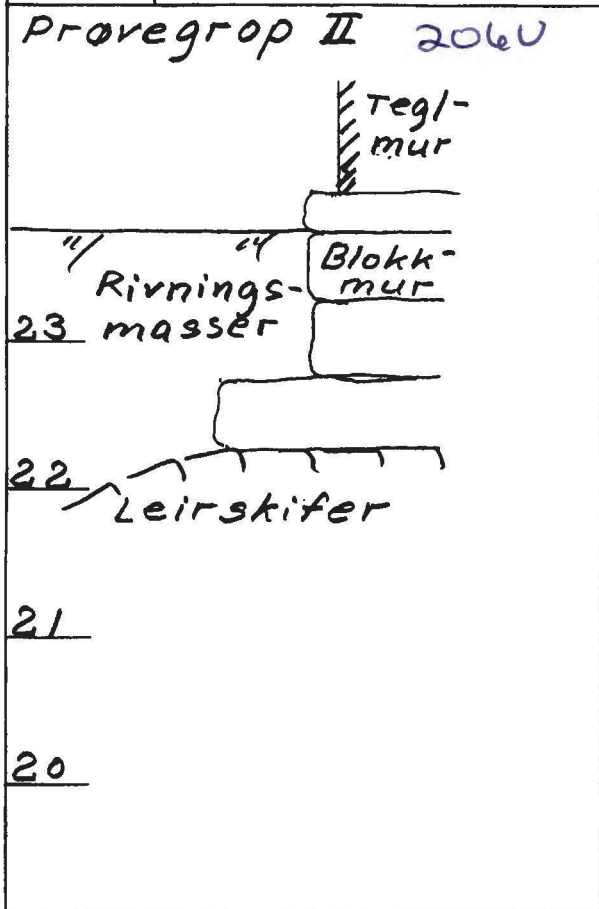 Prøvegrop II 206U
Tegl-
mur
Blokk-
mur
Rivnings-
masser
23
22
Leirskifer
21
20